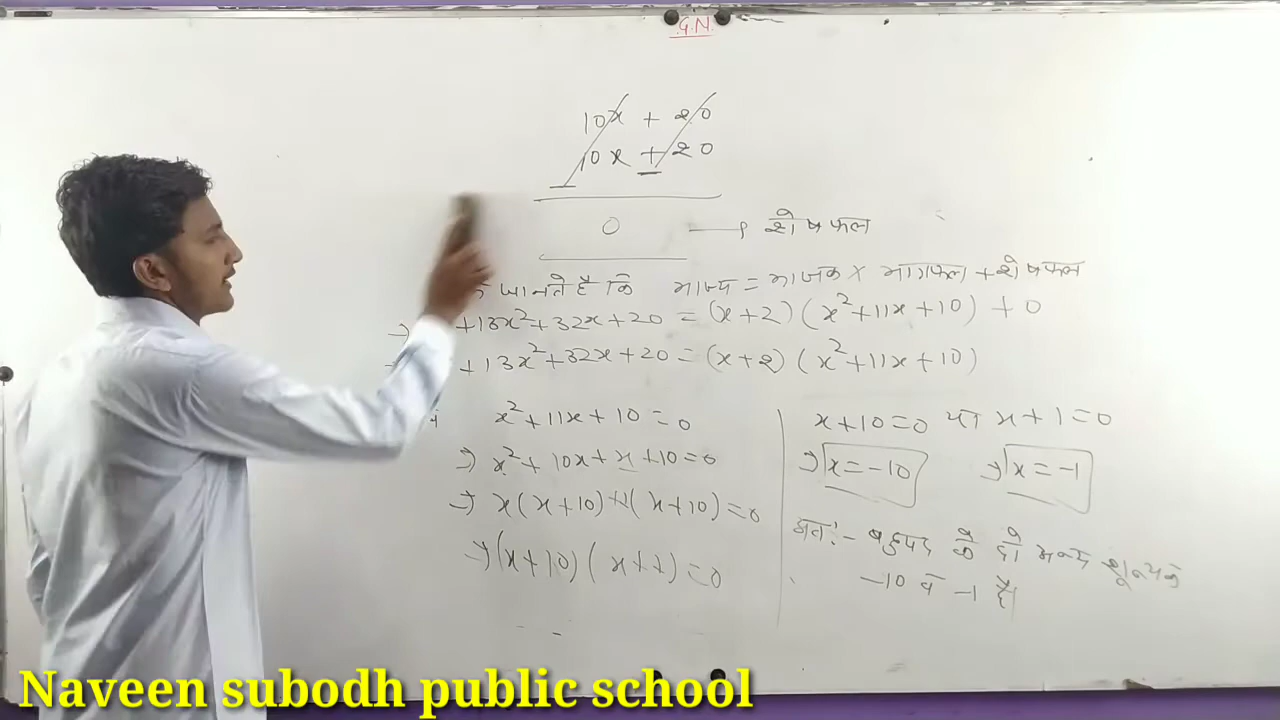 G.N.
10x + 20
10x + 20
0 → शेषफल
जानते है कि भाज्य = भाजक × भागफल + शेषफल
→ +13x²+32x+20 = (x+2) (x²+11x+10) + 0
+13x²+32x+20 = (x+2) (x²+11x+10)
x²+11x+10=0
→ x²+10x+x+10=0
→ x(x+10)+1(x+10)=0
→ (x+10)(x+1)=0
x+10=0 या x+1=0
→ x=-10 → x=-1
अतः:- बहुपद के दो अन्य शून्यक
-10 व -1 है।
Naveen subodh public school